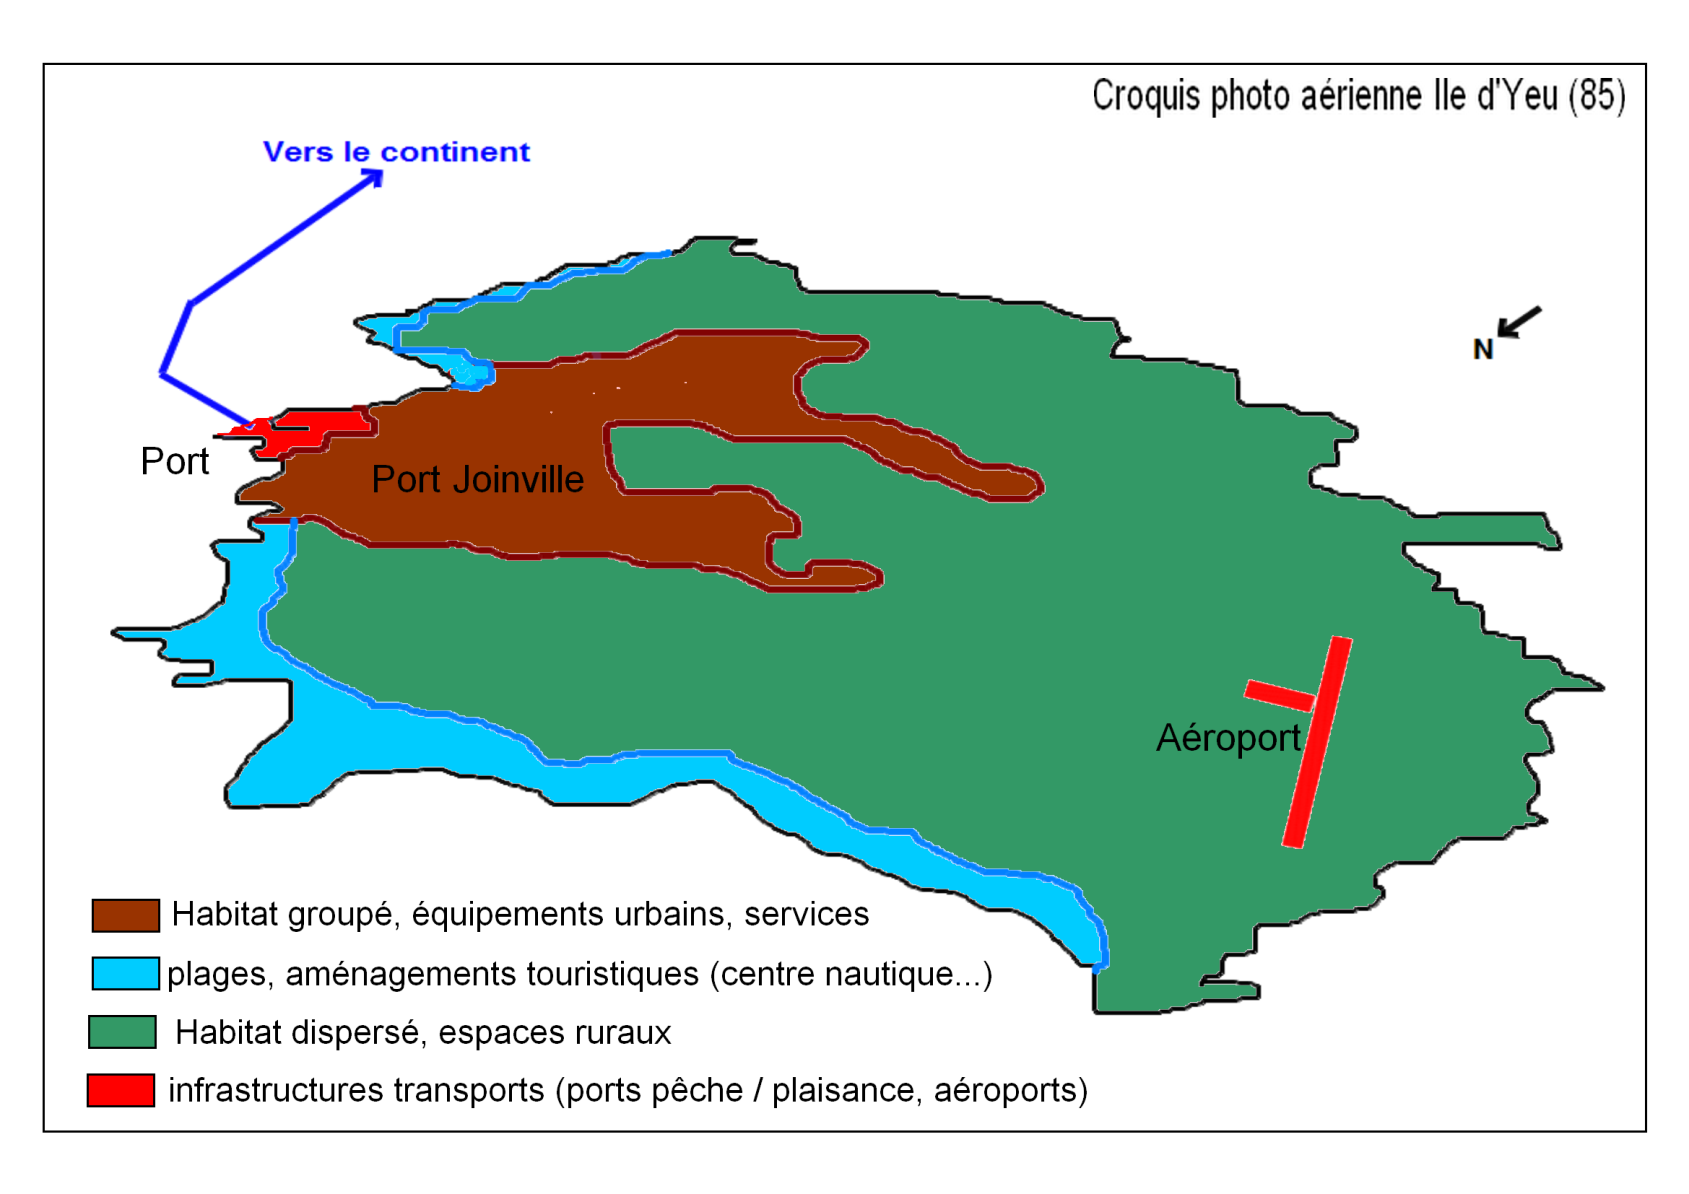 Croquis photo aérienne Ile d'Yeu (85)
Vers le continent
N
Port
Port Joinville
Aéroport
Habitat groupé, équipements urbains, services
plages, aménagements touristiques (centre nautique...)
Habitat dispersé, espaces ruraux
infrastructures transports (ports pêche / plaisance, aéroports)